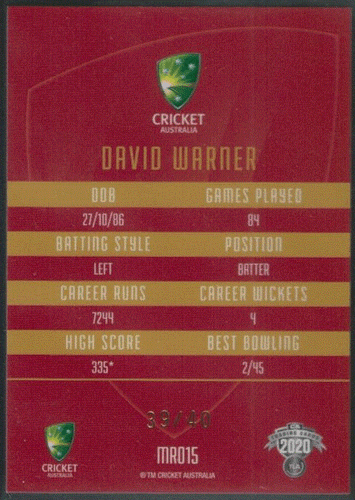 CRICKET
AUSTRALIA
DAVID WARNER
DOB GAMES PLAYED
27/10/86 84
BATTING STYLE POSITION
LEFT BATTER
CAREER RUNS CAREER WICKETS
7244 4
HIGH SCORE BEST BOWLING
335* 2/45
39/40
CRICKET
AUSTRALIA
MR015
®/TM CRICKET AUSTRALIA
2020